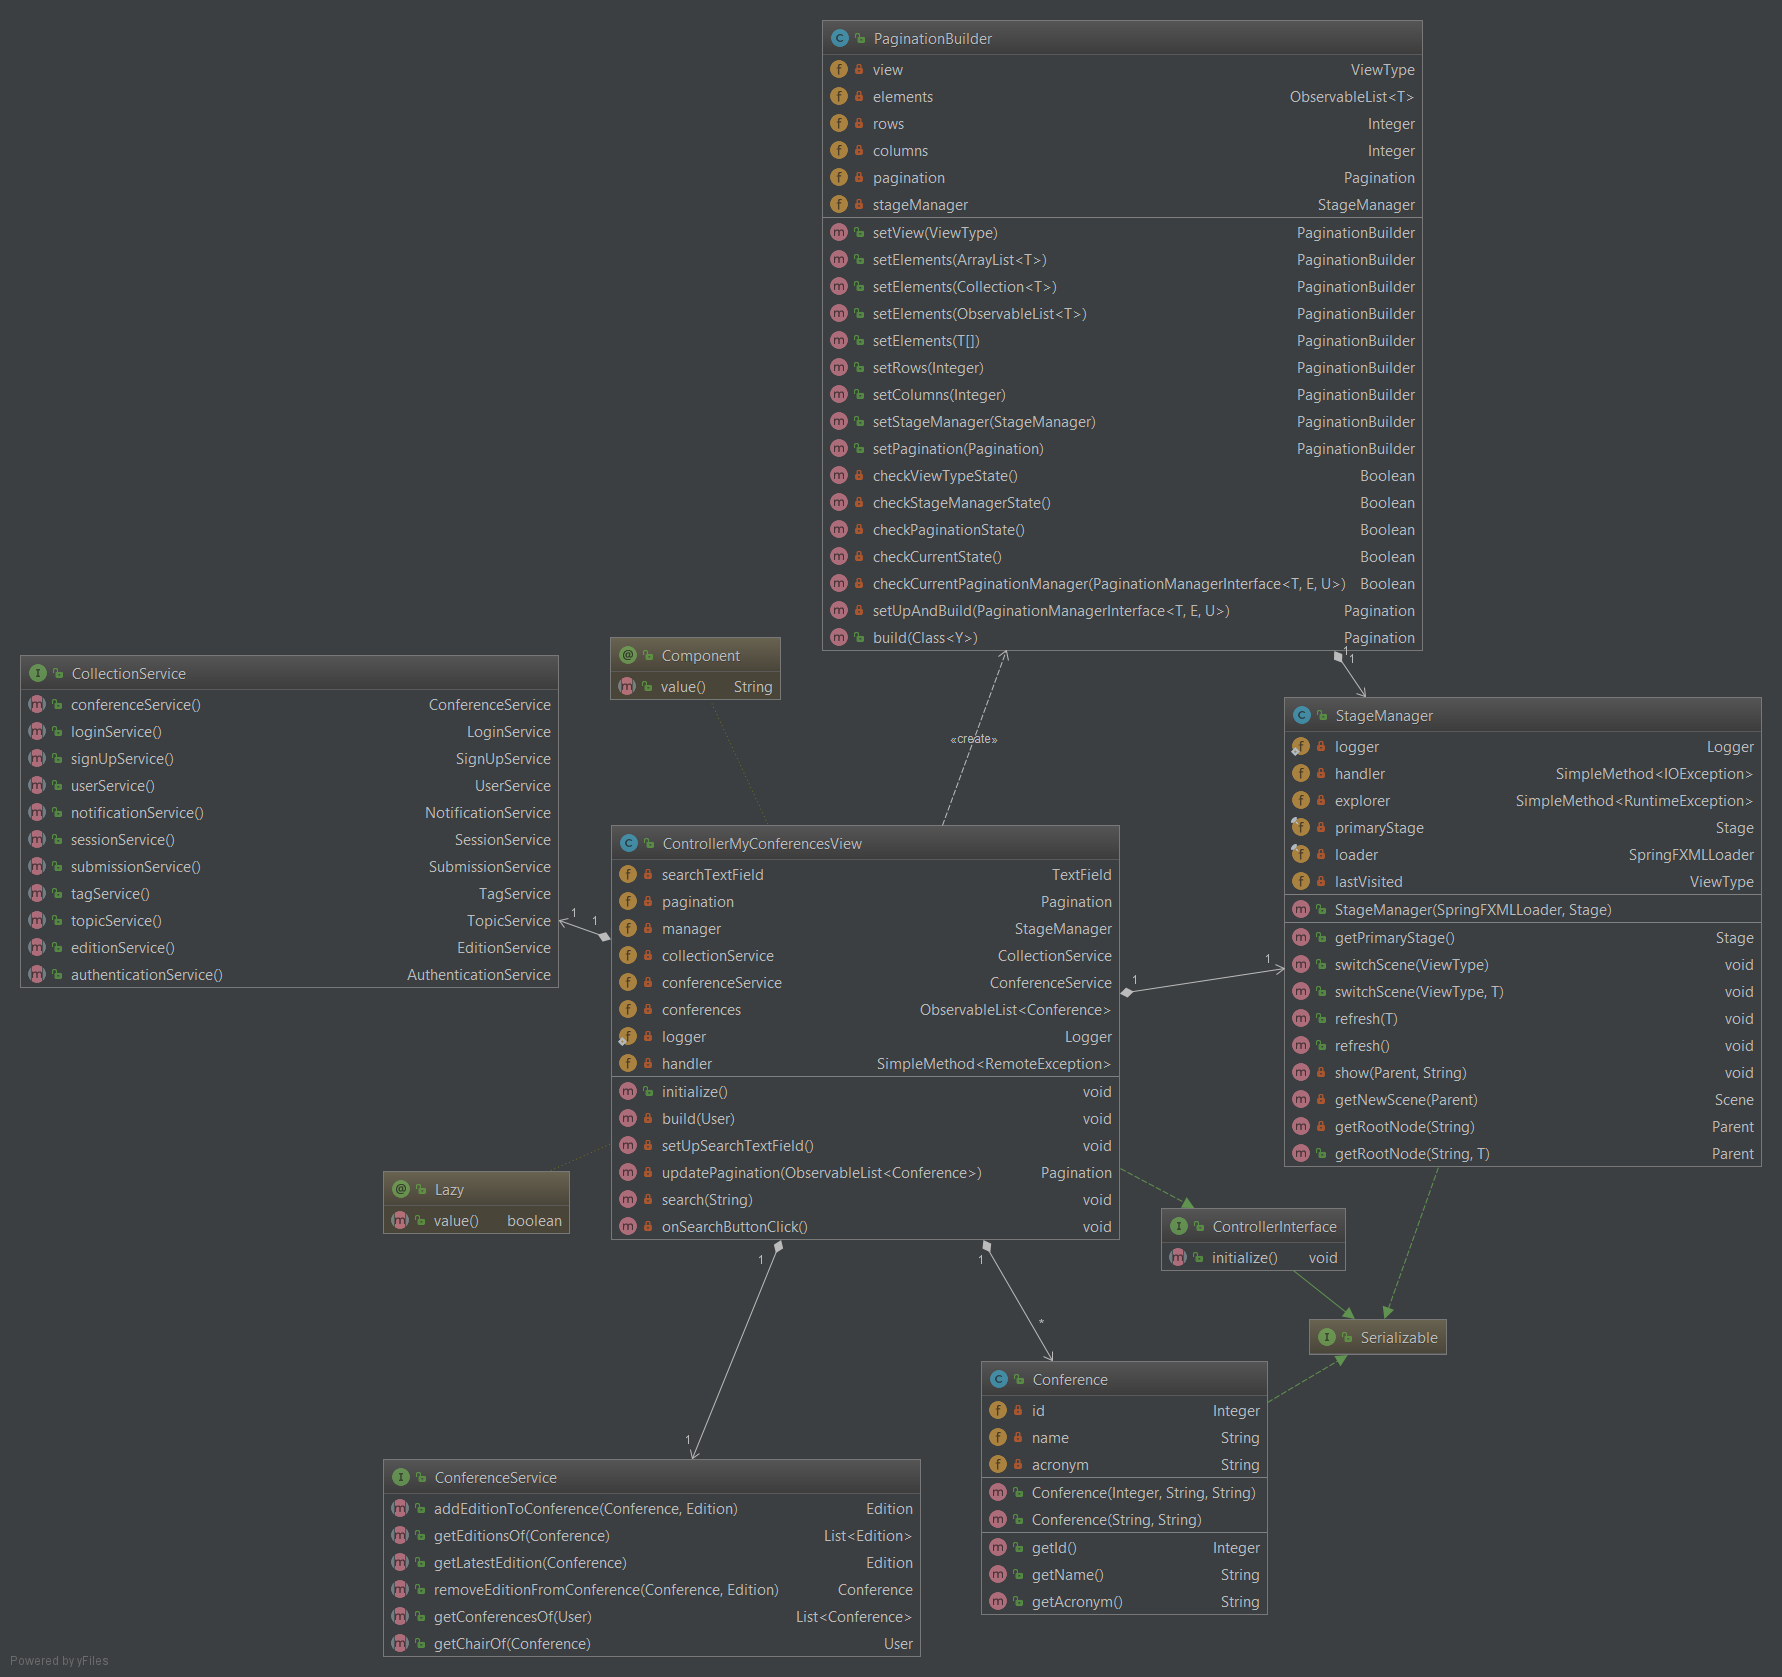 PaginationBuilder
view ViewType
elements ObservableList<T>
rows Integer
columns Integer
pagination Pagination
stageManager StageManager
setView(ViewType) PaginationBuilder
setElements(ArrayList<T>) PaginationBuilder
setElements(Collection<T>) PaginationBuilder
setElements(ObservableList<T>) PaginationBuilder
setElements(T[]) PaginationBuilder
setRows(Integer) PaginationBuilder
setColumns(Integer) PaginationBuilder
setStageManager(StageManager) PaginationBuilder
setPagination(Pagination) PaginationBuilder
checkViewTypeState() Boolean
checkStageManagerState() Boolean
checkPaginationState() Boolean
checkCurrentState() Boolean
checkCurrentPaginationManager(PaginationManagerInterface<T, E, U>) Boolean
setUpAndBuild(PaginationManagerInterface<T, E, U>) Pagination
build(Class<Y>) Pagination
1
1
Component
value() String
CollectionService
conferenceService() ConferenceService
loginService() LoginService
signUpService() SignUpService
userService() UserService
notificationService() NotificationService
sessionService() SessionService
submissionService() SubmissionService
tagService() TagService
topicService() TopicService
editionService() EditionService
authenticationService() AuthenticationService
1
1
«create»
StageManager
logger Logger
handler SimpleMethod<IOException>
explorer SimpleMethod<RuntimeException>
primaryStage Stage
loader SpringFXMLLoader
lastVisited ViewType
StageManager(SpringFXMLLoader, Stage)
getPrimaryStage() Stage
switchScene(ViewType) void
switchScene(ViewType, T) void
refresh(T) void
refresh() void
show(Parent, String) void
getNewScene(Parent) Scene
getRootNode(String) Parent
getRootNode(String, T) Parent
ControllerMyConferencesView
searchTextField TextField
pagination Pagination
manager StageManager
collectionService CollectionService
conferenceService ConferenceService
conferences ObservableList<Conference>
logger Logger
handler SimpleMethod<RemoteException>
initialize() void
build(User) void
setUpSearchTextField() void
updatePagination(ObservableList<Conference>) Pagination
search(String) void
onSearchButtonClick() void
1
1
Lazy
value() boolean
ControllerInterface
initialize() void
1
1
*
Serializable
Conference
id Integer
name String
acronym String
Conference(Integer, String, String)
Conference(String, String)
getId() Integer
getName() String
getAcronym() String
1
ConferenceService
addEditionToConference(Conference, Edition) Edition
getEditionsOf(Conference) List<Edition>
getLatestEdition(Conference) Edition
removeEditionFromConference(Conference, Edition) Conference
getConferencesOf(User) List<Conference>
getChairOf(Conference) User
Powered by yFiles